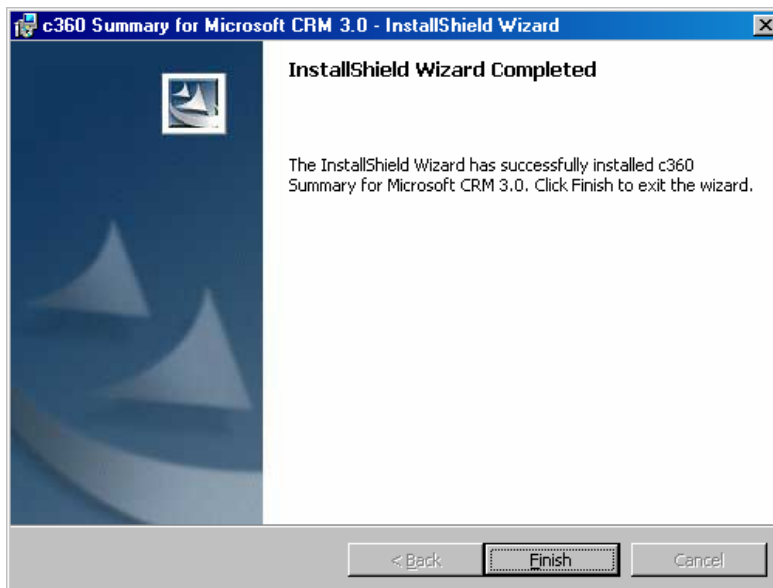 c360 Summary for Microsoft CRM 3.0 - InstallShield Wizard
InstallShield Wizard Completed
The InstallShield Wizard has successfully installed c360
Summary for Microsoft CRM 3.0. Click Finish to exit the wizard.
< Back
Finish
Cancel